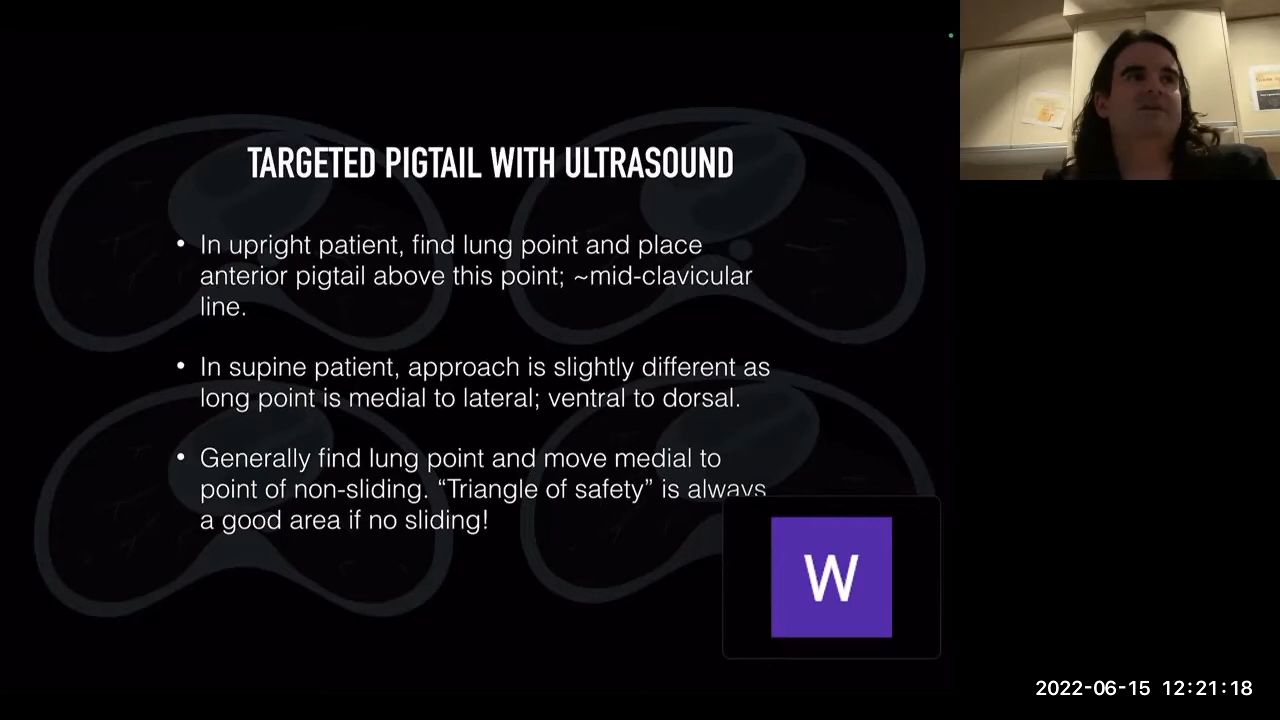 TARGETED PIGTAIL WITH ULTRASOUND
• In upright patient, find lung point and place
anterior pigtail above this point; ~mid-clavicular
line.
• In supine patient, approach is slightly different as
long point is medial to lateral; ventral to dorsal.
• Generally find lung point and move medial to
point of non-sliding. “Triangle of safety” is always
a good area if no sliding!
W
2022-06-15 12:21:18